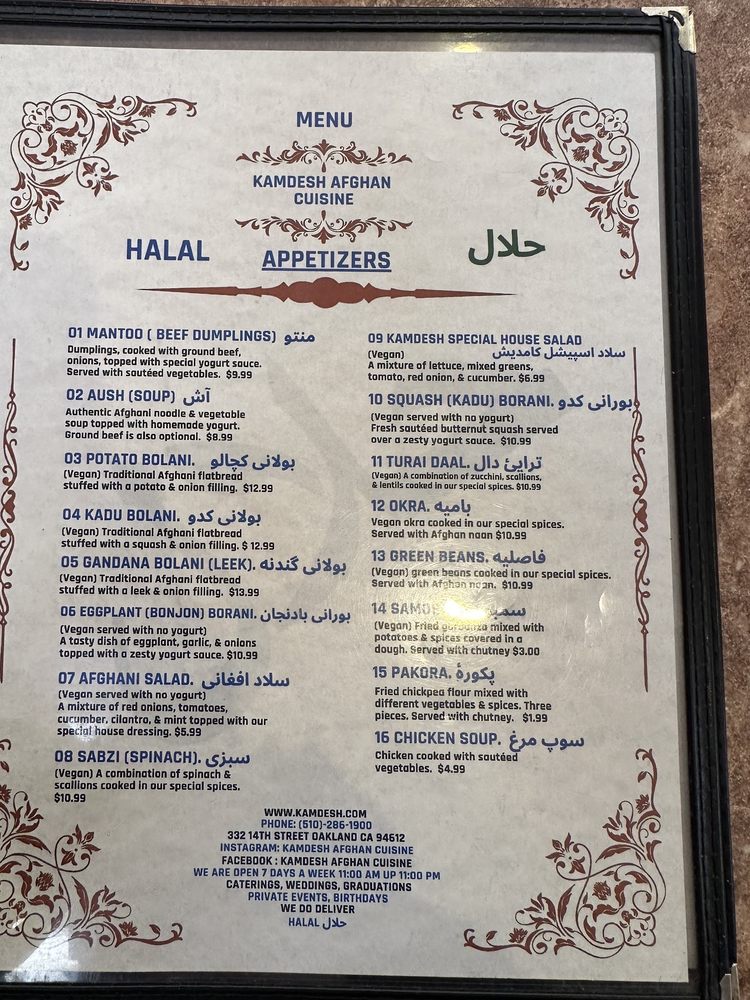 MENU
KAMDESH AFGHAN
CUISINE
HALAL
APPETIZERS
حلال
01 MANTOO ( BEEF DUMPLINGS) منتو
Dumplings, cooked with ground beef,
onions, topped with special yogurt sauce.
Served with sautéed vegetables. $9.99
02 AUSH (SOUP) آش
Authentic Afghani noodle & vegetable
soup topped with homemade yogurt.
Ground beef is also optional. $8.99
03 POTATO BOLANI. بولانی کچالو
(Vegan) Traditional Afghani flatbread
stuffed with a potato & onion filling. $12.99
04 KADU BOLANI. بولانی کدو
(Vegan) Traditional Afghani flatbread
stuffed with a squash & onion filling. $ 12.99
05 GANDANA BOLANI (LEEK). بولانی گندنه
(Vegan) Traditional Afghani flatbread
stuffed with a leek & onion filling. $13.99
06 EGGPLANT (BONJON) BORANI. بورانی بادنجان
(Vegan served with no yogurt)
A tasty dish of eggplant, garlic, & onions
topped with a zesty yogurt sauce. $10.99
07 AFGHANI SALAD. سلاد افغانی
(Vegan served with no yogurt)
A mixture of red onions, tomatoes,
cucumber, cilantro, & mint topped with our
special house dressing. $5.99
08 SABZI (SPINACH). سبزی
(Vegan) A combination of spinach &
scallions cooked in our special spices.
$10.99
09 KAMDESH SPECIAL HOUSE SALAD
(Vegan) سلاد اسپیشل کامدیش
A mixture of lettuce, mixed greens,
tomato, red onion, & cucumber. $6.99
10 SQUASH (KADU) BORANI. بورانی کدو
(Vegan served with no yogurt)
Fresh sautéed butternut squash served
over a zesty yogurt sauce. $10.99
11 TURAI DAAL. ترایئ دال
(Vegan) A combination of zucchini, scallions,
& lentils cooked in our special spices. $10.99
12 OKRA. بامیه
Vegan okra cooked in our special spices.
Served with Afghan naan $10.99
13 GREEN BEANS. فاصلیه
(Vegan) green beans cooked in our special spices.
Served with Afghan naan. $10.99
14
(Vegan) Fried garbanzo mixed with
potatoes & spices covered in a
dough. Served with chutney $3.00
15 PAKORA. پکورهٔ
Fried chickpea flour mixed with
different vegetables & spices. Three
pieces. Served with chutney. $1.99
16 CHICKEN SOUP. سوپ مرغ
Chicken cooked with sautéed
vegetables. $4.99
WWW.KAMDESH.COM
PHONE: (510)-286-1900
332 14TH STREET OAKLAND CA 94612
INSTAGRAM: KAMDESH AFGHAN CUISINE
FACEBOOK : KAMDESH AFGHAN CUISINE
WE ARE OPEN 7 DAYS A WEEK 11:00 AM UP 11:00 PM
CATERINGS, WEDDINGS, GRADUATIONS
PRIVATE EVENTS, BIRTHDAYS
WE DO DELIVER
HALAL حلال